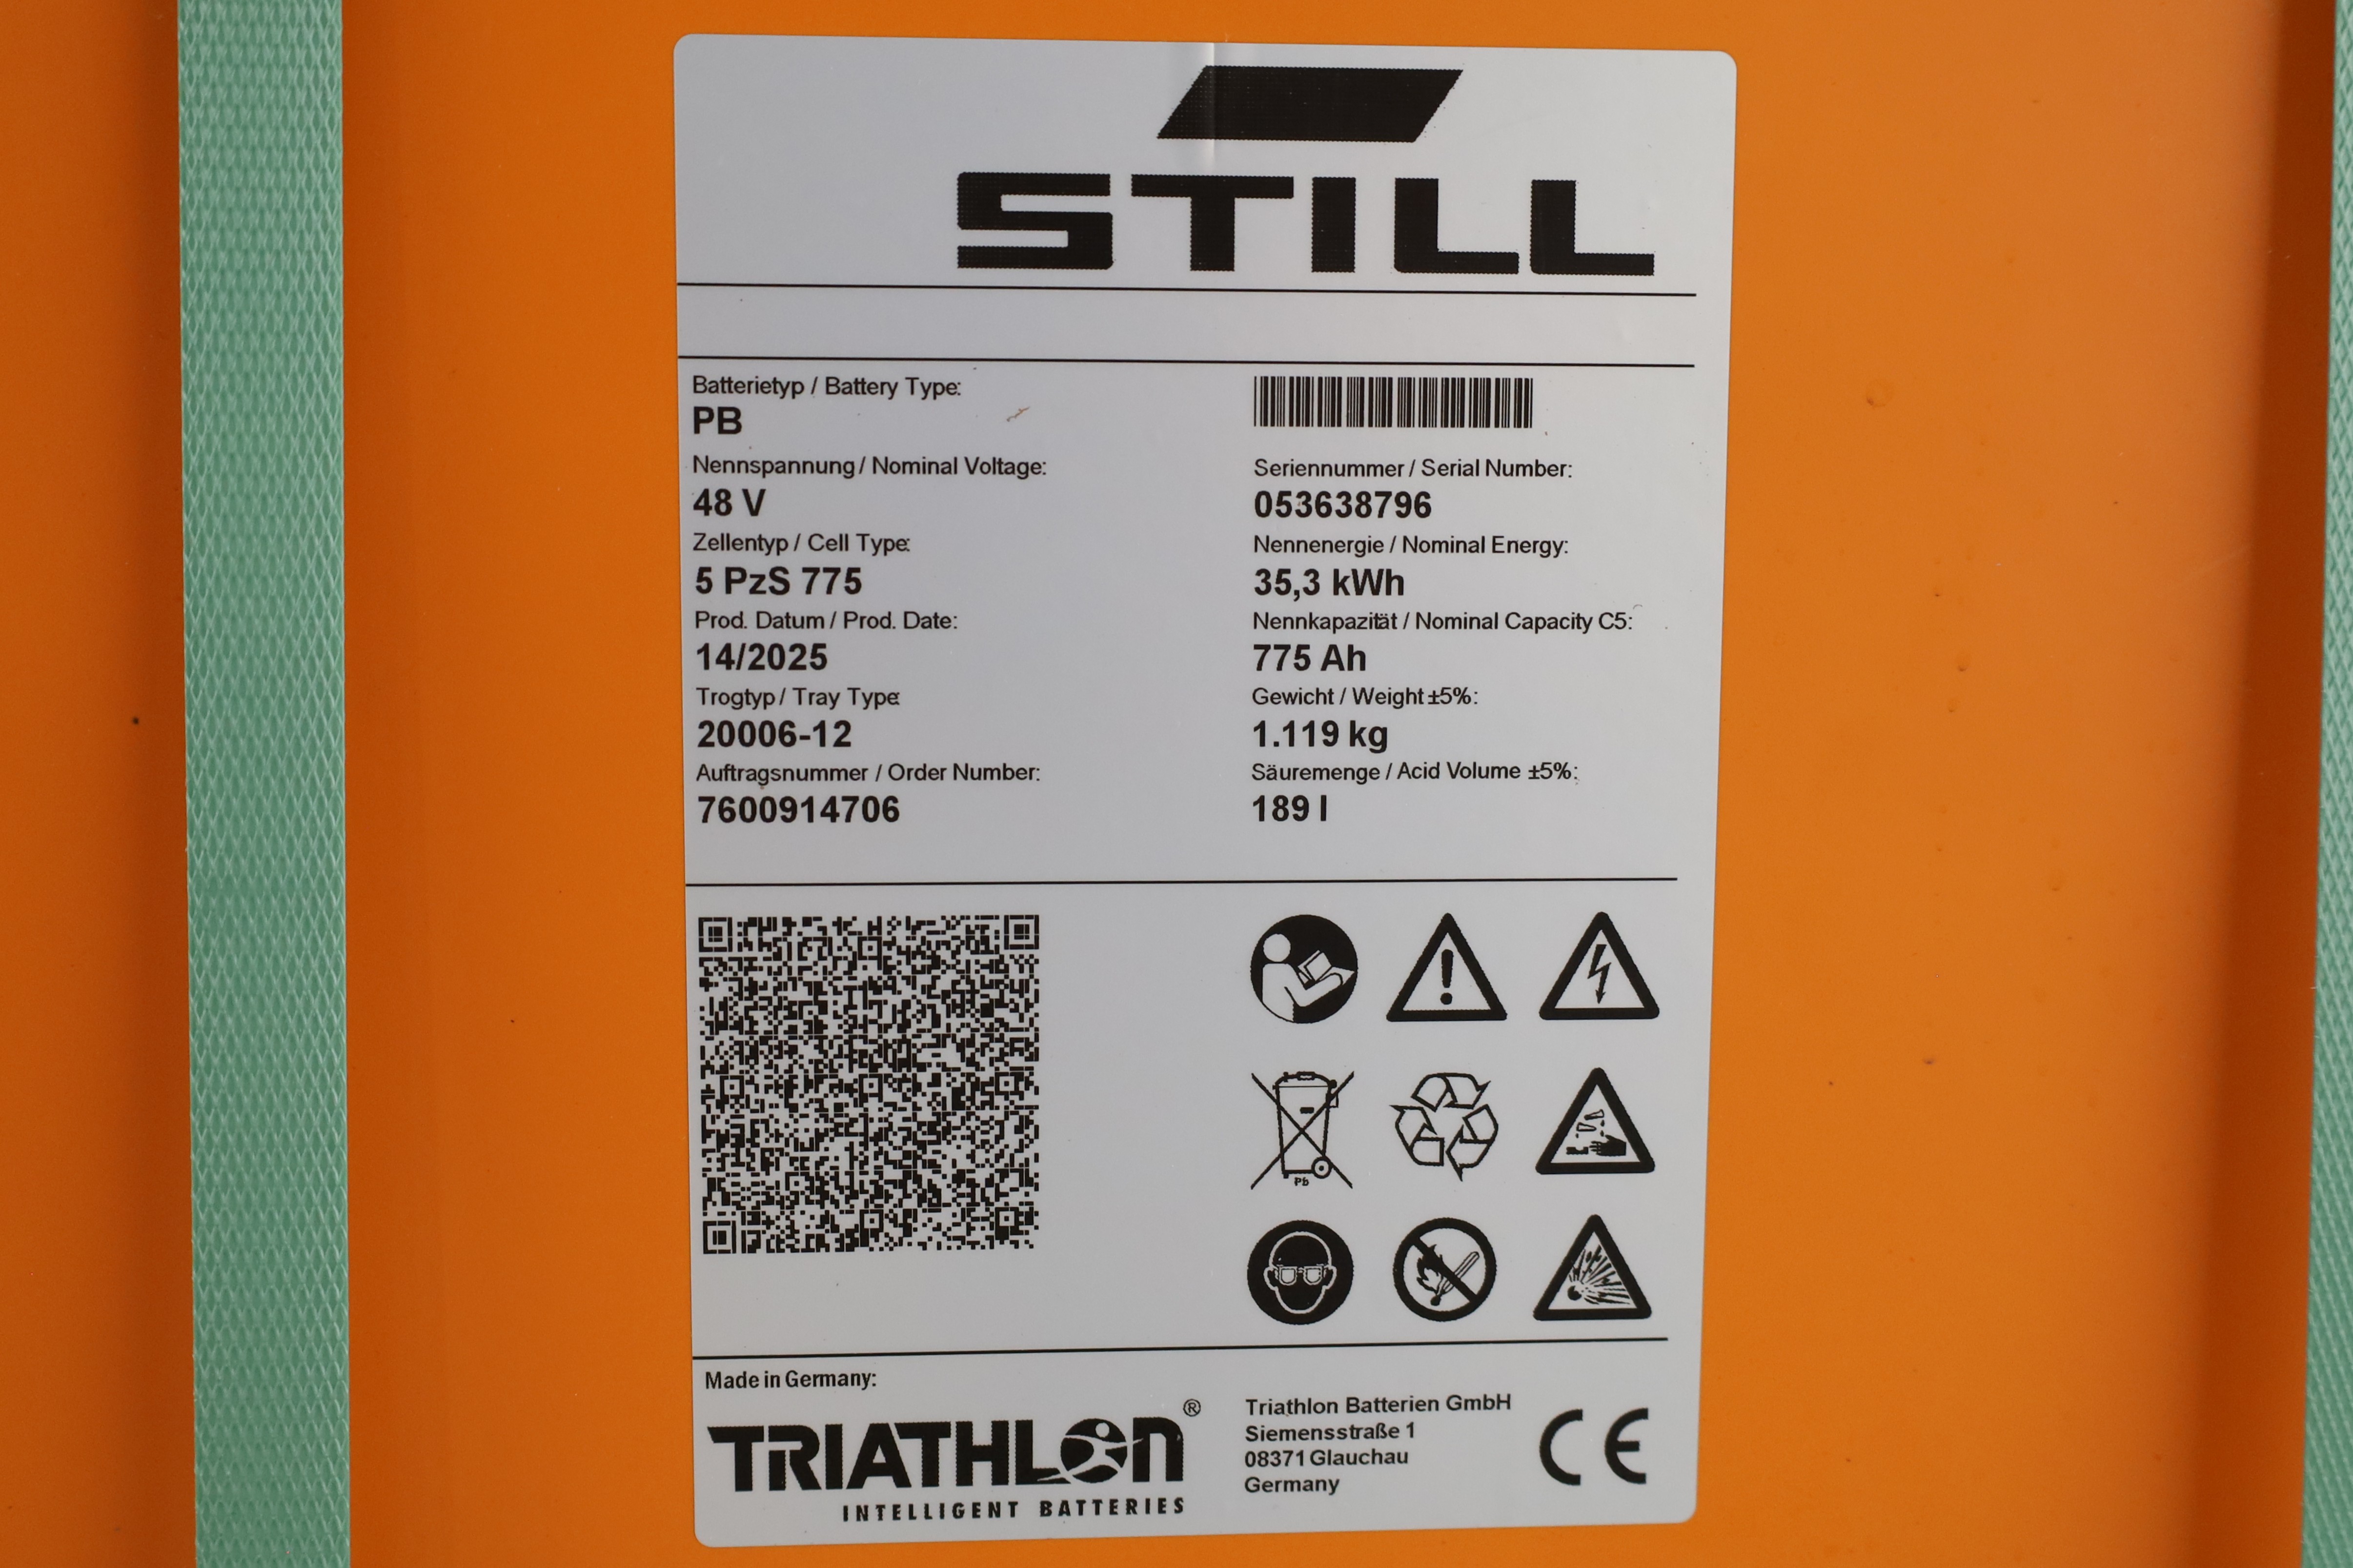 STILL
Batterietyp / Battery Type:
PB
Nennspannung / Nominal Voltage:
48 V
Zellentyp / Cell Type:
5 PzS 775
Prod. Datum / Prod. Date:
14/2025
Trogtyp / Tray Type:
20006-12
Auftragsnummer / Order Number:
7600914706
Seriennummer / Serial Number:
053638796
Nennenergie / Nominal Energy:
35,3 kWh
Nennkapazität / Nominal Capacity C5:
775 Ah
Gewicht / Weight ±5%:
1.119 kg
Säuremenge / Acid Volume ±5%:
189 l
Pb
Made in Germany:
TRIATHLON®
INTELLIGENT BATTERIES
Triathlon Batterien GmbH
Siemensstraße 1
08371 Glauchau
Germany
CE